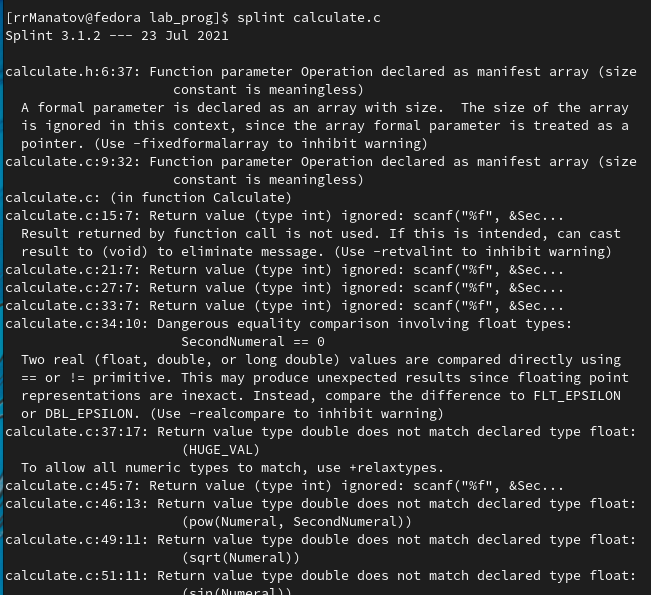 [rrManatov@fedora lab_prog]$ splint calculate.c
Splint 3.1.2 --- 23 Jul 2021
calculate.h:6:37: Function parameter Operation declared as manifest array (size
constant is meaningless)
A formal parameter is declared as an array with size.  The size of the array
is ignored in this context, since the array formal parameter is treated as a
pointer. (Use -fixedformalarray to inhibit warning)
calculate.c:9:32: Function parameter Operation declared as manifest array (size
constant is meaningless)
calculate.c: (in function Calculate)
calculate.c:15:7: Return value (type int) ignored: scanf("%f", &Sec...
Result returned by function call is not used. If this is intended, can cast
result to (void) to eliminate message. (Use -retvalint to inhibit warning)
calculate.c:21:7: Return value (type int) ignored: scanf("%f", &Sec...
calculate.c:27:7: Return value (type int) ignored: scanf("%f", &Sec...
calculate.c:33:7: Return value (type int) ignored: scanf("%f", &Sec...
calculate.c:34:10: Dangerous equality comparison involving float types:
SecondNumeral == 0
Two real (float, double, or long double) values are compared directly using
== or != primitive. This may produce unexpected results since floating point
representations are inexact. Instead, compare the difference to FLT_EPSILON
or DBL_EPSILON. (Use -realcompare to inhibit warning)
calculate.c:37:17: Return value type double does not match declared type float:
(HUGE_VAL)
To allow all numeric types to match, use +relaxtypes.
calculate.c:45:7: Return value (type int) ignored: scanf("%f", &Sec...
calculate.c:46:13: Return value type double does not match declared type float:
(pow(Numeral, SecondNumeral))
calculate.c:49:11: Return value type double does not match declared type float:
(sqrt(Numeral))
calculate.c:51:11: Return value type double does not match declared type float:
(sin(Numeral))